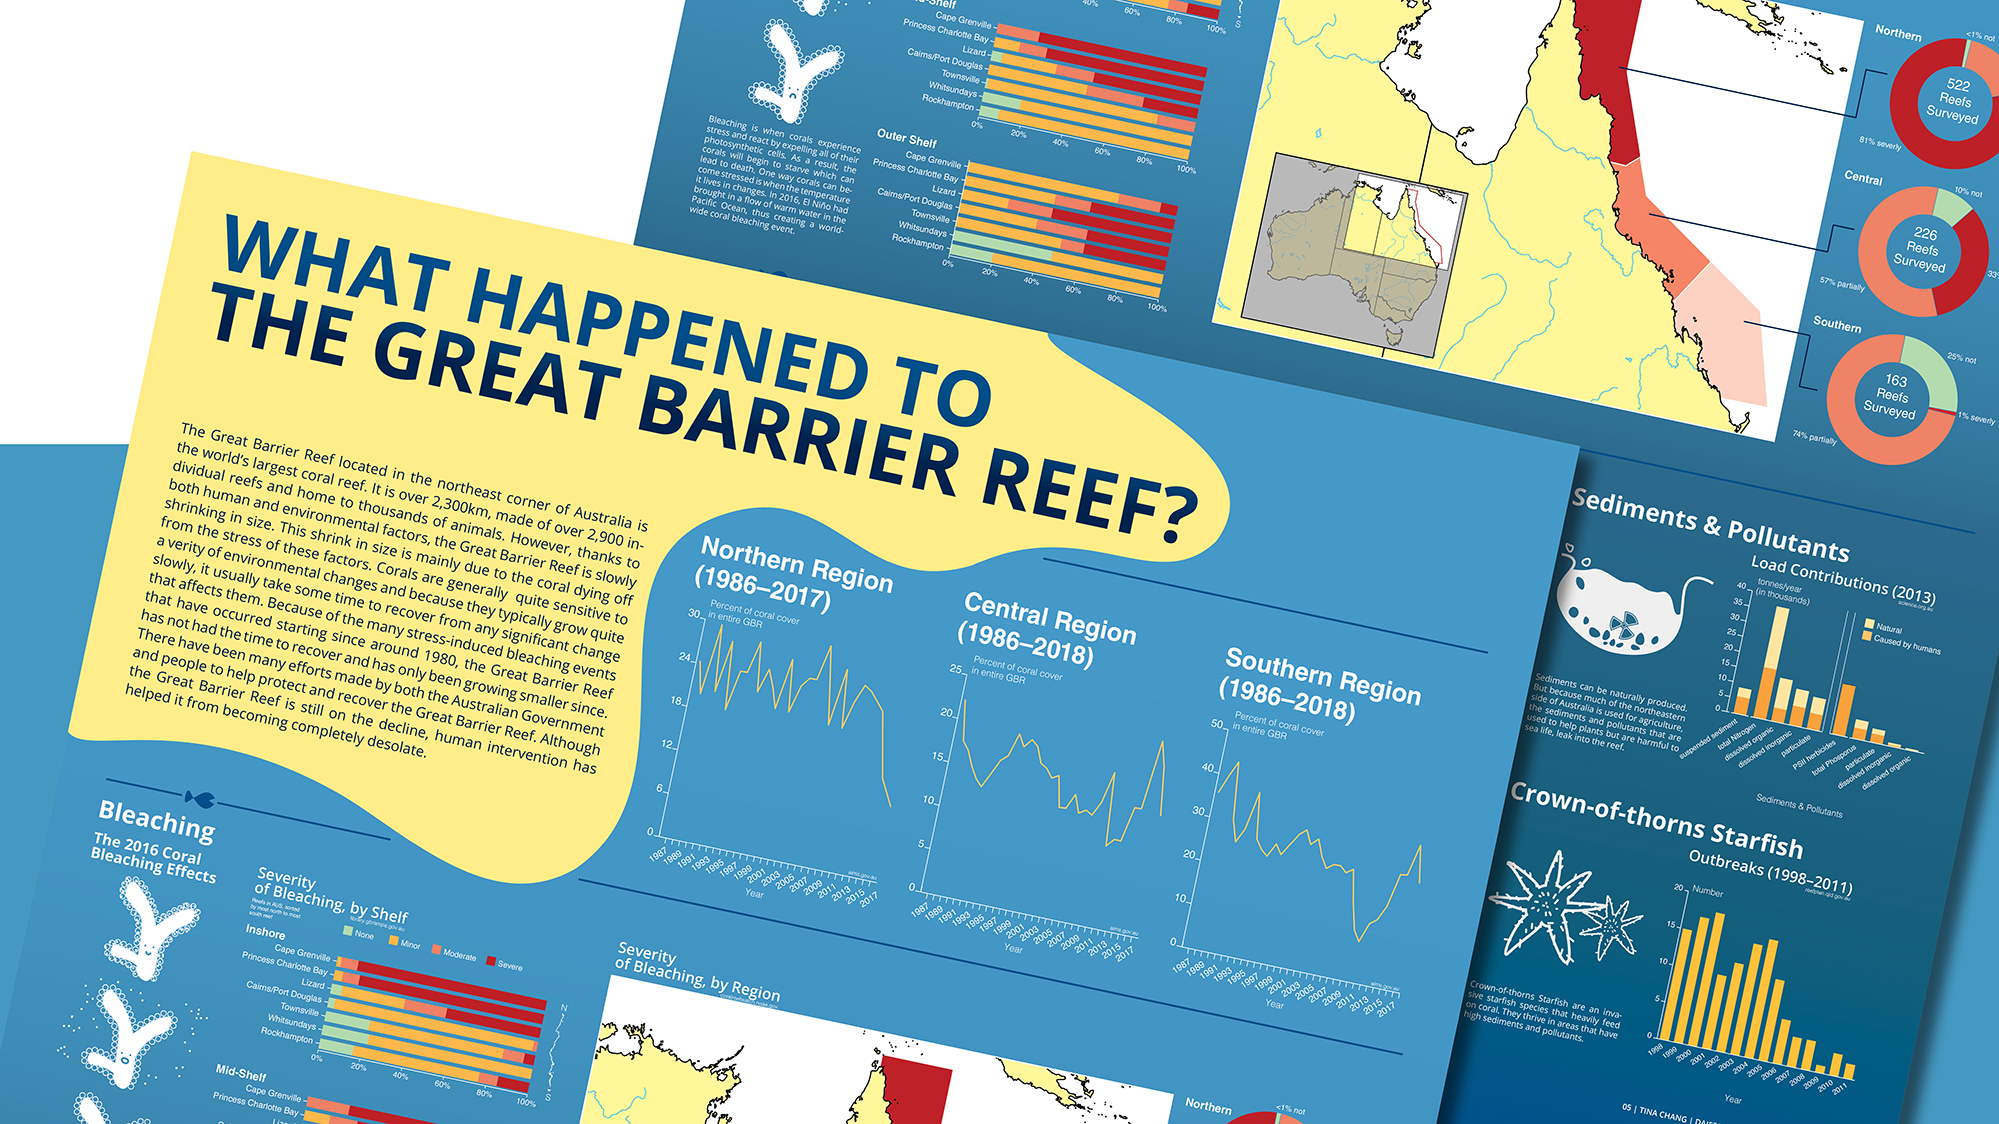 WHAT HAPPENED TO
THE GREAT BARRIER REEF?
The Great Barrier Reef located in the northeast corner of Australia is
the world's largest coral reef. It is over 2,300km, made of over 2,900 in-
dividual reefs and home to thousands of animals. However, thanks to
both human and environmental factors, the Great Barrier Reef is slowly
shrinking in size. This shrink in size is mainly due to the coral dying off
from the stress of these factors. Corals are generally quite sensitive to
a verity of environmental changes and because they typically grow quite
slowly, it usually take some time to recover from any significant change
that affects them. Because of the many stress-induced bleaching events
that have occurred starting since around 1980, the Great Barrier Reef
has not had the time to recover and has only been growing smaller since.
There have been many efforts made by both the Australian Government
and people to help protect and recover the Great Barrier Reef. Although
the Great Barrier Reef is still on the decline, human intervention has
helped it from becoming completely desolate.
Northern Region
(1986–2017)
Percent of coral cover
in entire GBR
30
24
18
12
6
0
1987
1989
1991
1993
1995
1997
1999
2001
2003
2005
2007
2009
2011
2013
2015
2017
aims.gov.au
Year
Central Region
(1986–2018)
Percent of coral cover
in entire GBR
25
20
15
10
5
0
1987
1989
1991
1993
1995
1997
1999
2001
2003
2005
2007
2009
2011
2013
2015
2017
aims.gov.au
Year
Southern Region
(1986–2018)
Percent of coral cover
in entire GBR
50
40
30
20
10
0
1987
1989
1991
1993
1995
1997
1999
2001
2003
2005
2007
2009
2011
2013
2015
2017
aims.gov.au
Year
Bleaching
The 2016 Coral
Bleaching Effects
Severity
of Bleaching, by Shelf
Reefs in AUS, sorted
by most north to most
south reef
None
Minor
Moderate
Severe
Inshore
Cape Grenville
Princess Charlotte Bay
Lizard
Cairns/Port Douglas
Townsville
Whitsundays
Rockhampton
0%
20%
40%
60%
80%
100%
N
S
Mid-Shelf
Cape Grenville
Princess Charlotte Bay
Severity
of Bleaching, by Region
Northern
<1% not
-Shelf
Cape Grenville
Princess Charlotte Bay
Lizard
Cairns/Port Douglas
Townsville
Whitsundays
Rockhampton
40%
60%
80%
100%
S
0%
20%
40%
60%
80%
100%
Outer Shelf
Cape Grenville
Princess Charlotte Bay
Lizard
Cairns/Port Douglas
Townsville
Whitsundays
Rockhampton
0%
20%
40%
60%
80%
100%
Bleaching is when corals experience
stress and react by expelling all of their
photosynthetic cells. As a result, the
corals will begin to starve which can
lead to death. One way corals can be-
come stressed is when the temperature
it lives in changes. In 2016, El Niño had
brought in a flow of warm water in the
Pacific Ocean, thus creating a world-
wide coral bleaching event.
Northern
<1% not
522
Reefs
Surveyed
81% severly
Central
10% not
226
Reefs
Surveyed
33%
57% partially
Southern
25% not
163
Reefs
Surveyed
1% severly
74% partially
Sediments & Pollutants
Load Contributions (2013)
science.org.au
tonnes/year
(in thousands)
40
35
30
25
20
15
10
5
0
Natural
Caused by humans
suspended sediment
total Nitrogen
dissolved organic
dissolved inorganic
particulate
PSII herbicides
total Phosporus
particulate
dissolved inorganic
dissolved organic
Sediments & Pollutants
Sediments can be naturally produced.
But because much of the northeastern
side of Australia is used for agriculture,
the sediments and pollutants that are
used to help plants but are harmful to
sea life, leak into the reef.
Crown-of-thorns Starfish
Outbreaks (1998–2011)
reefplan.qld.gov.au
Number
20
15
10
5
0
1998
1999
2000
2001
2002
2003
2004
2005
2006
2007
2008
2009
2010
2011
Year
Crown-of-thorns Starfish are an inva-
sive starfish species that heavily feed
on coral. They thrive in areas that have
high sediments and pollutants.
05 | TINA CHANG |